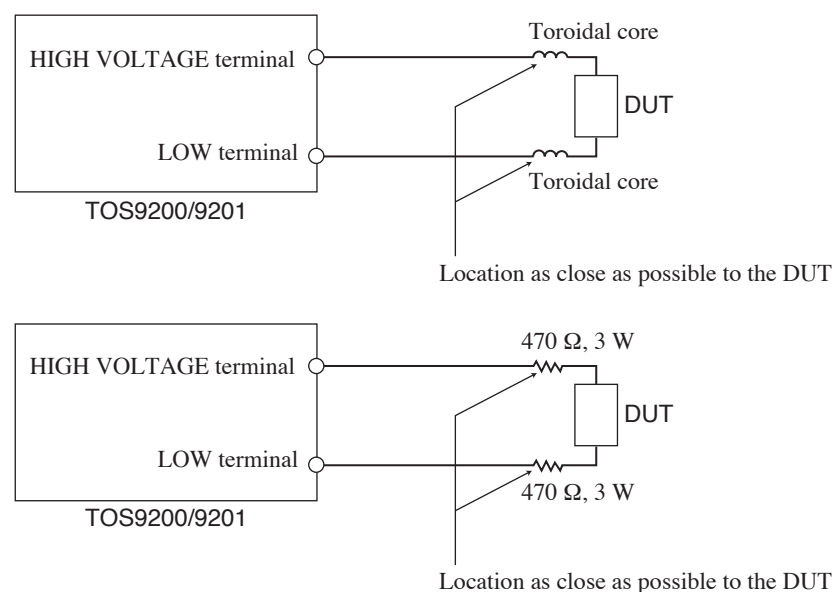 Toroidal core
HIGH VOLTAGE terminal
DUT
LOW terminal
Toroidal core
TOS9200/9201
Location as close as possible to the DUT
470 Ω, 3 W
HIGH VOLTAGE terminal
DUT
LOW terminal
470 Ω, 3 W
TOS9200/9201
Location as close as possible to the DUT